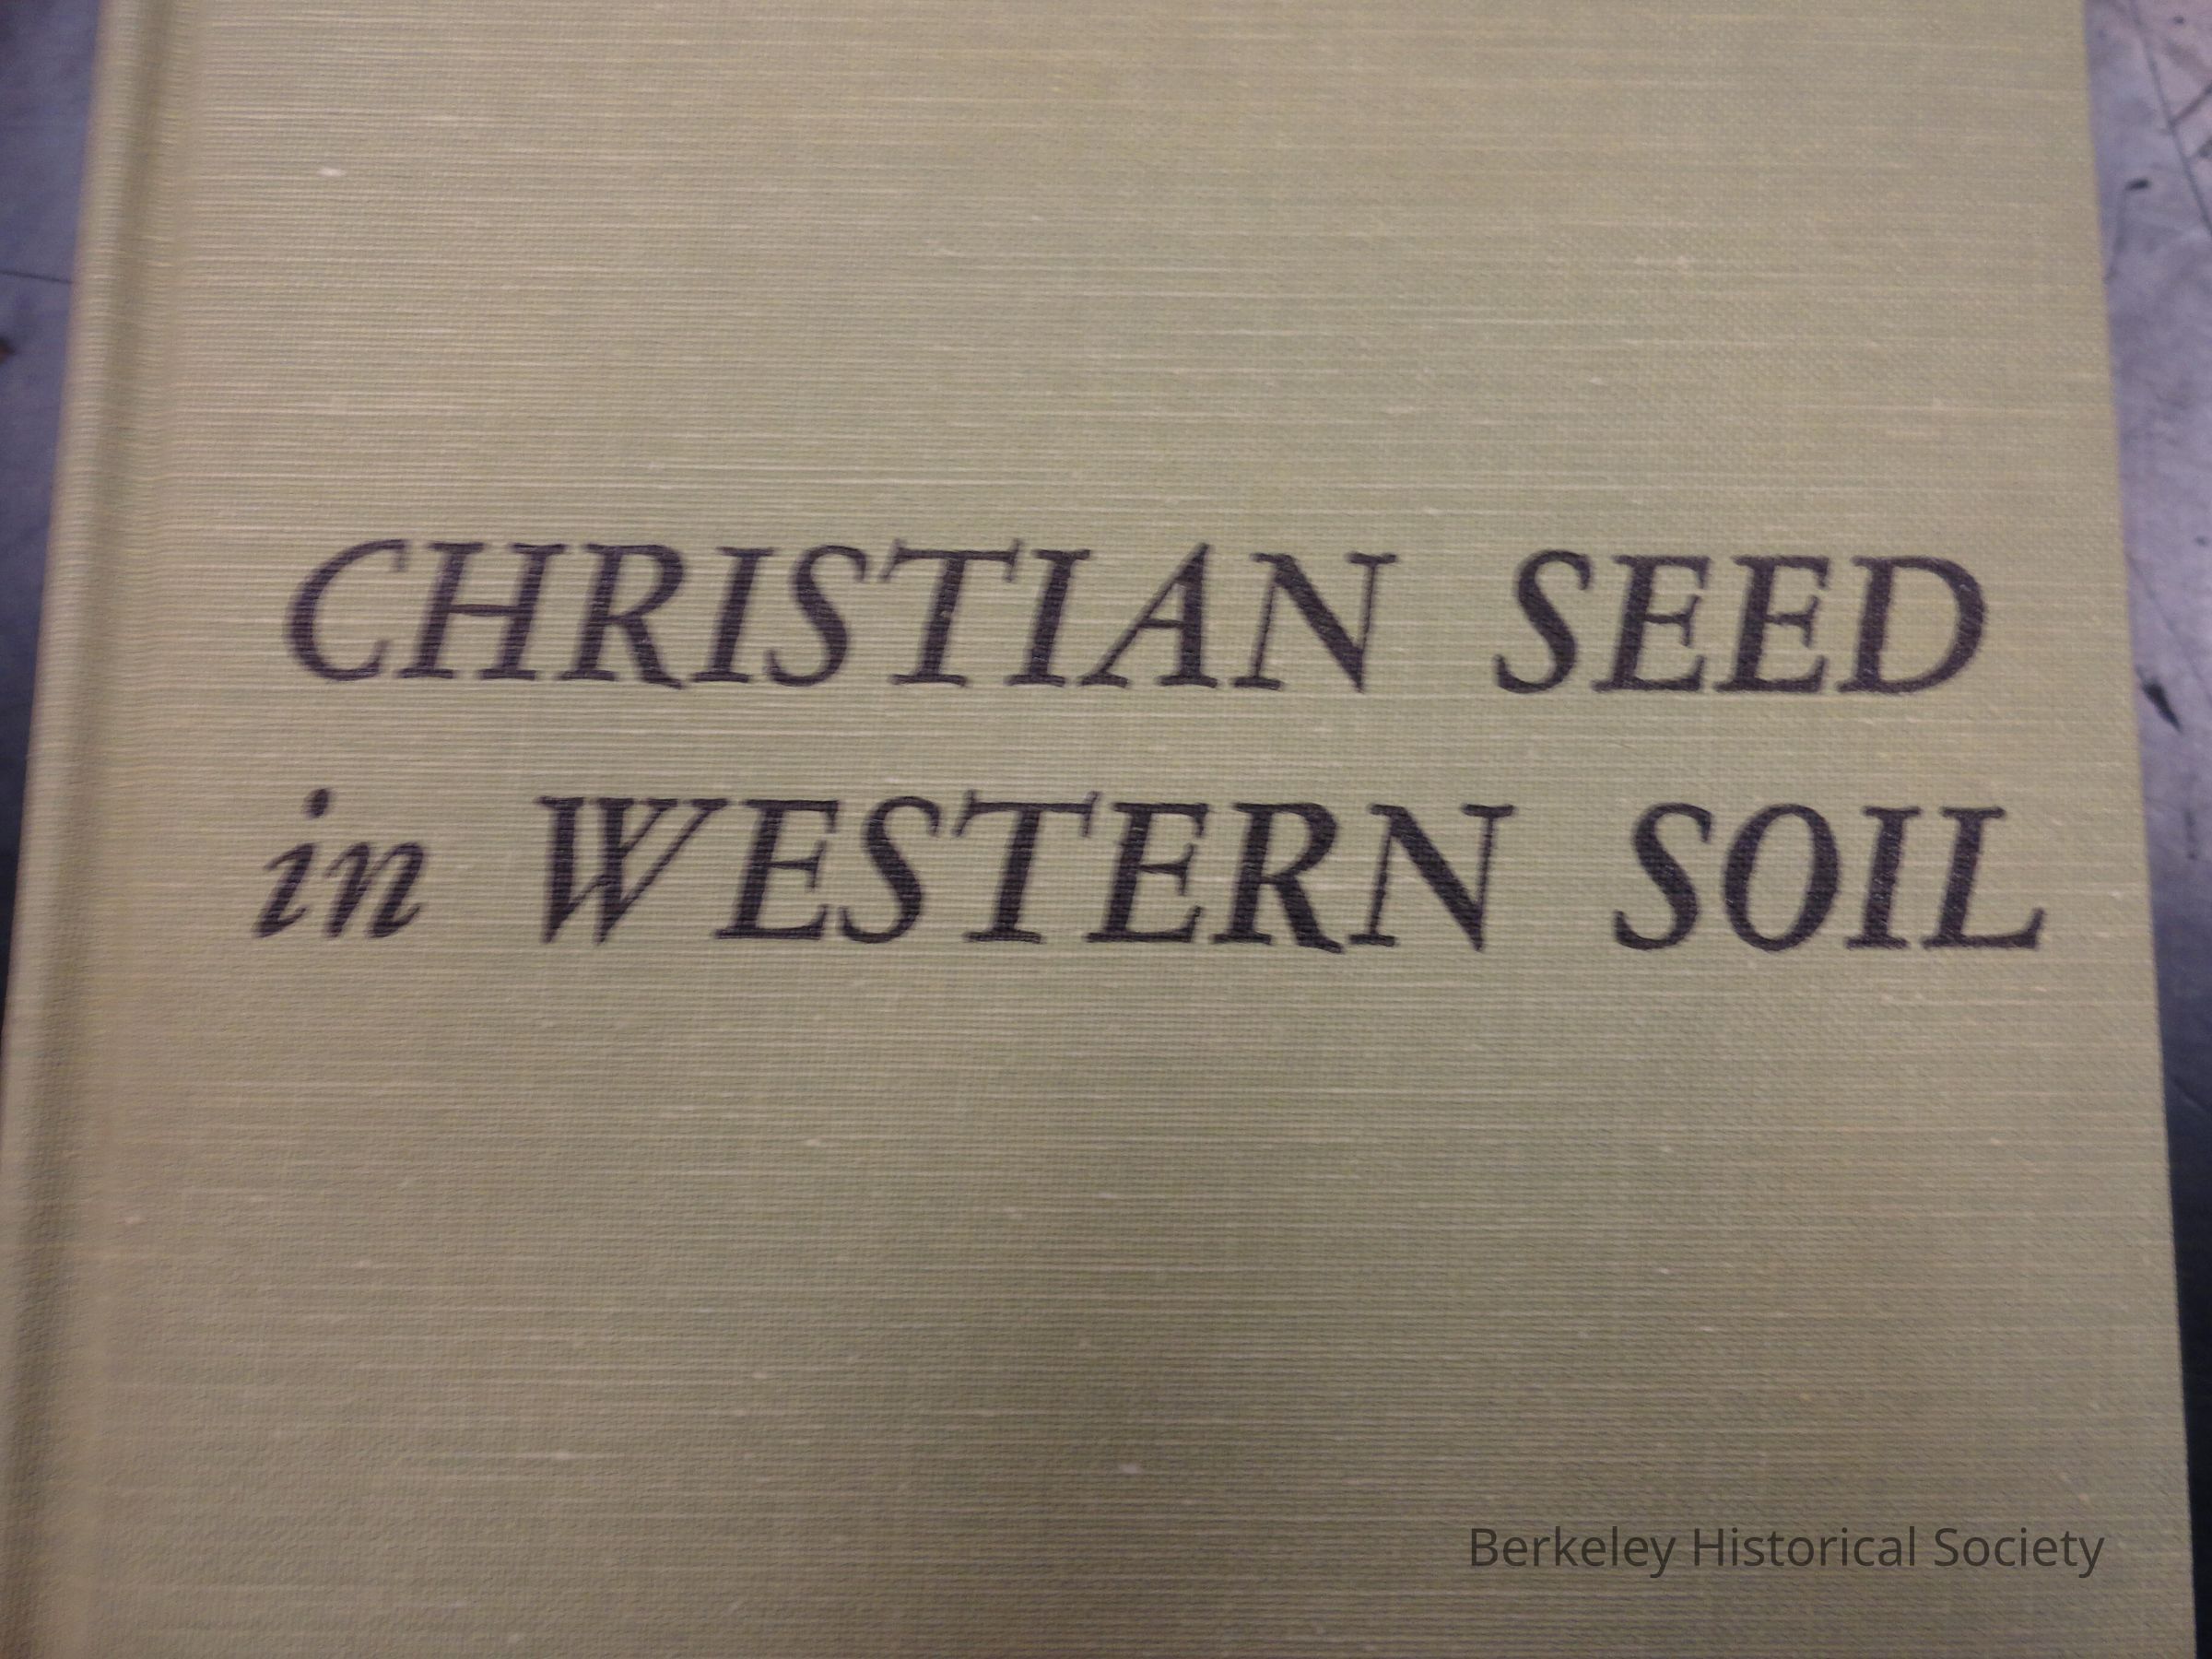 CHRISTIAN SEED
in WESTERN SOIL
Berkeley Historical Society